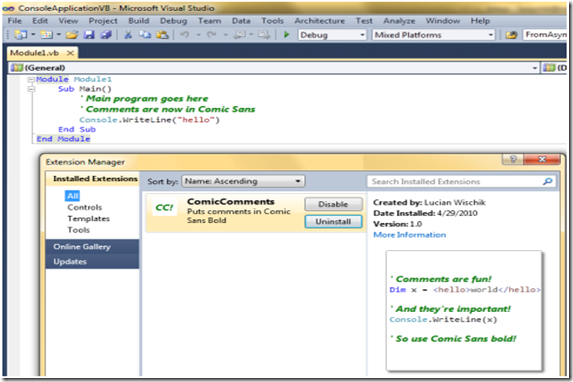 ConsoleApplicationVB - Microsoft Visual Studio
File Edit View Project Build Debug Team Data Tools Architecture Test Analyze Window Help
Debug Mixed Platforms FromAsyn
Module1.vb
(General)
Module Module1
Sub Main()
' Main program goes here
' Comments are now in Comic Sans
Console.WriteLine("hello")
End Sub
End Module
Extension Manager
Installed Extensions
All
Controls
Templates
Tools
Online Gallery
Updates
Sort by: Name: Ascending
CC!
ComicComments
Puts comments in Comic
Sans Bold
Disable
Uninstall
Search Installed Extensions
Created by: Lucian Wischik
Date Installed: 4/29/2010
Version: 1.0
More Information
' Comments are fun!
Dim x = <hello>world</hello>
' And they're important!
Console.WriteLine(x)
' So use Comic Sans bold!